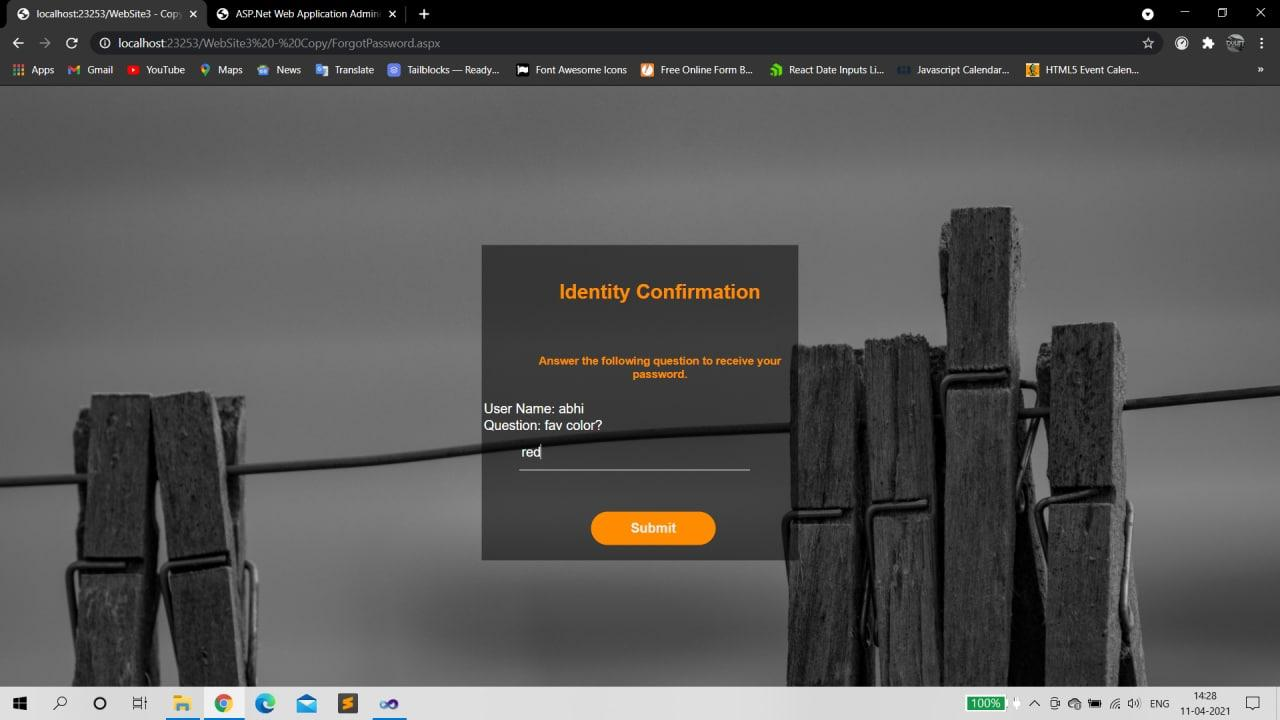 localhost:23253/WebSite3 - Cop
ASP.Net Web Application Admin
localhost:23253/WebSite3%20-%20Copy/ForgotPassword.aspx
Apps
Gmail
YouTube
Maps
News
Translate
Tailblocks — Ready...
Font Awesome Icons
Free Online Form B...
React Date Inputs Li...
Javascript Calendar...
HTML5 Event Calen...
»
Identity Confirmation
Answer the following question to receive your
password.
User Name: abhi
Question: fav color?
red
Submit
100%
ENG
14:28
11-04-2021